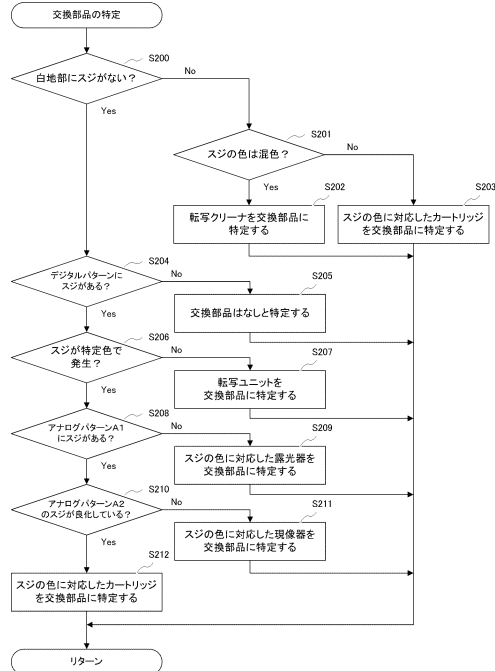 交換部品の特定
S200
白地部にスジがない？
No
Yes
S201
スジの色は混色？
No
Yes
S202
転写クリーナを交換部品に
特定する
S203
スジの色に対応したカートリッジ
を交換部品に特定する
S204
デジタルパターンに
スジがある？
No
Yes
S205
交換部品はなしと特定する
S206
スジが特定色で
発生？
No
Yes
S207
転写ユニットを
交換部品に特定する
S208
アナログパターンA1
にスジがある？
No
Yes
S209
スジの色に対応した露光器を
交換部品に特定する
S210
アナログパターンA2
のスジが良化している？
No
Yes
S211
スジの色に対応した現像器を
交換部品に特定する
S212
スジの色に対応したカートリッジ
を交換部品に特定する
リターン